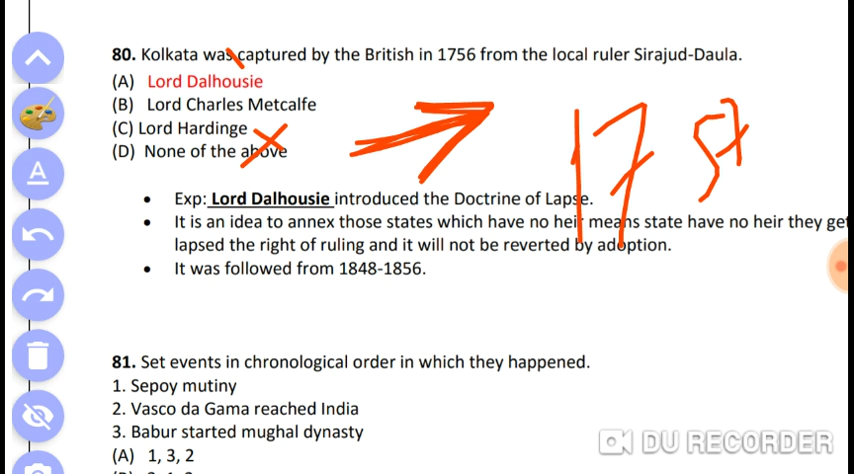 80. Kolkata was captured by the British in 1756 from the local ruler Sirajud-Daula.
(A) Lord Dalhousie
(B) Lord Charles Metcalfe
(C) Lord Hardinge
(D) None of the above
1757
• Exp: Lord Dalhousie introduced the Doctrine of Lapse.
• It is an idea to annex those states which have no heir means state have no heir they get
lapsed the right of ruling and it will not be reverted by adoption.
• It was followed from 1848-1856.
81. Set events in chronological order in which they happened.
1. Sepoy mutiny
2. Vasco da Gama reached India
3. Babur started mughal dynasty
(A) 1, 3, 2
A
DU RECORDER